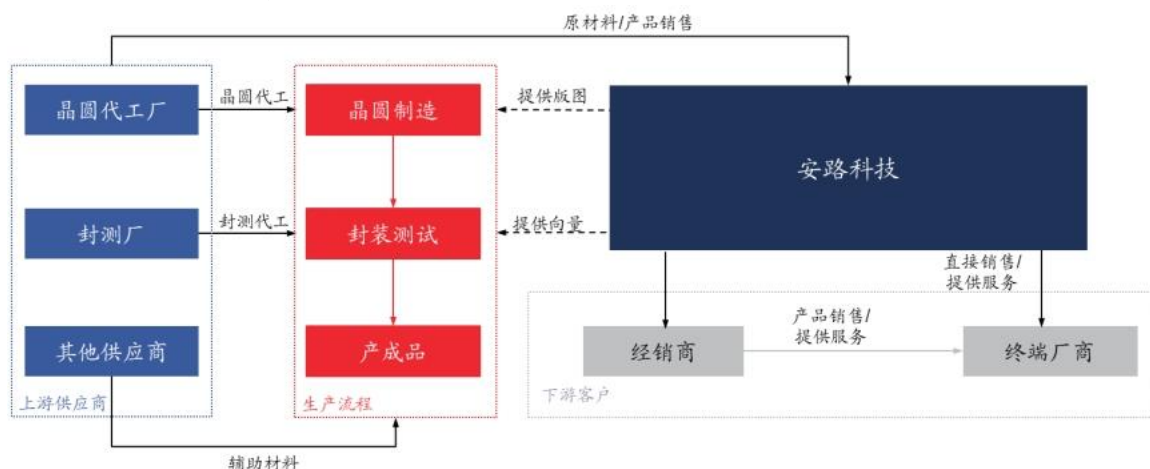 原材料/产品销售
晶圆代工厂
晶圆代工
晶圆制造
提供版图
安路科技
封测厂
封测代工
封装测试
提供向量
直接销售/
提供服务
其他供应商
产成品
经销商
产品销售/
提供服务
终端厂商
上游供应商
生产流程
下游客户
辅助材料